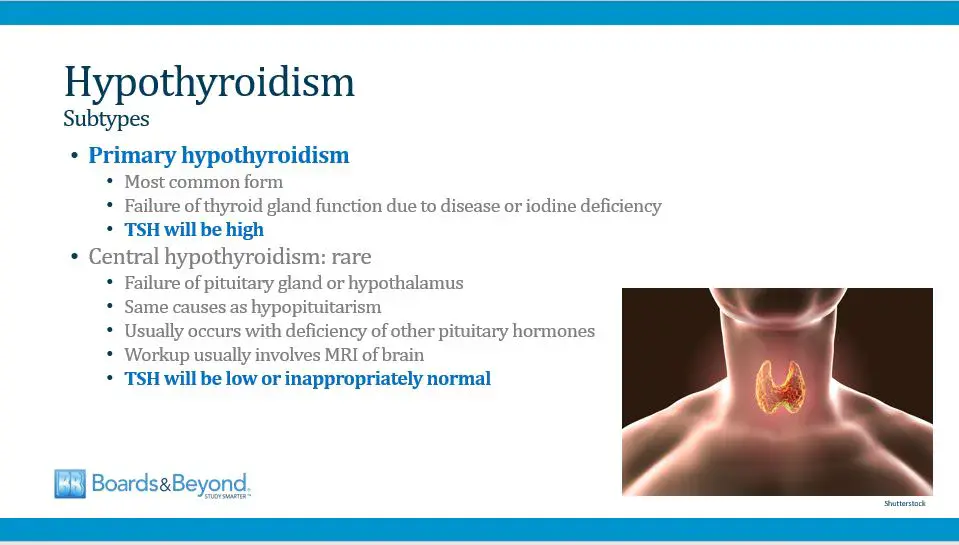 Hypothyroidism
Subtypes
• Primary hypothyroidism
• Most common form
• Failure of thyroid gland function due to disease or iodine deficiency
• TSH will be high
• Central hypothyroidism: rare
• Failure of pituitary gland or hypothalamus
• Same causes as hypopituitarism
• Usually occurs with deficiency of other pituitary hormones
• Workup usually involves MRI of brain
• TSH will be low or inappropriately normal
BB Boards&Beyond.
STUDY SMARTER™
Shutterstock